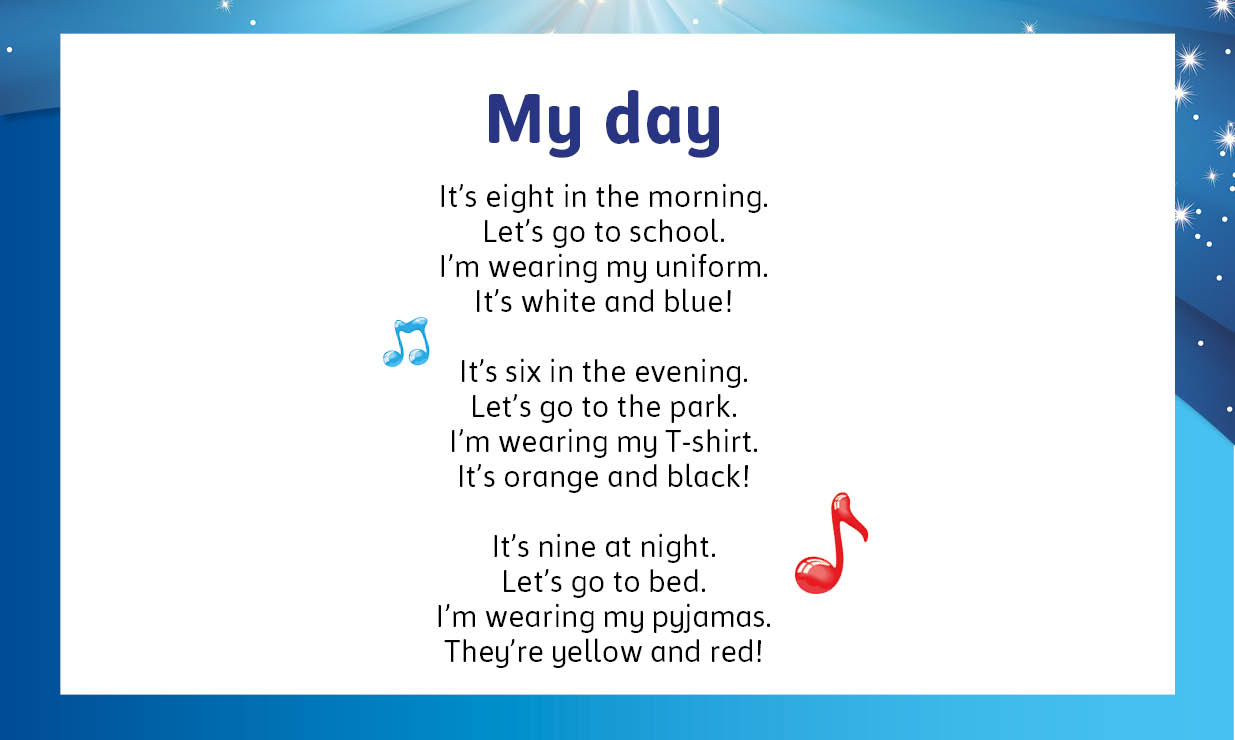 My day
It’s eight in the morning.
Let’s go to school.
I’m wearing my uniform.
It’s white and blue!
It’s six in the evening.
Let’s go to the park.
I’m wearing my T-shirt.
It’s orange and black!
It’s nine at night.
Let’s go to bed.
I’m wearing my pyjamas.
They’re yellow and red!